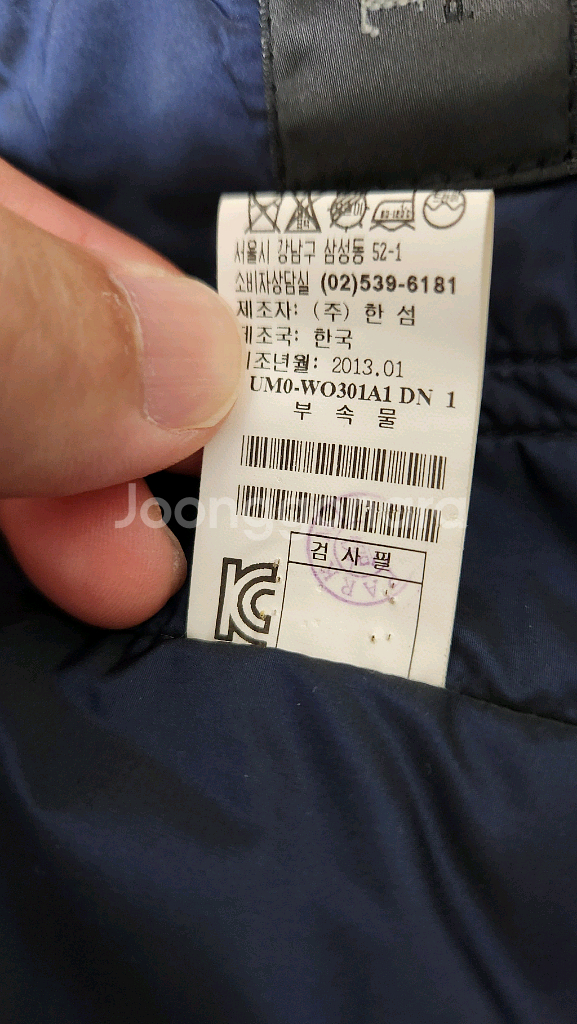 서울시 강남구 삼성동 52-1
소비자상담실 (02)539-6181
제조자: (주) 한 섬
제조국: 한국
제조년월: 2013.01
UM0-WO301A1 DN 1
부 속 물
Joongonara
검 사 필